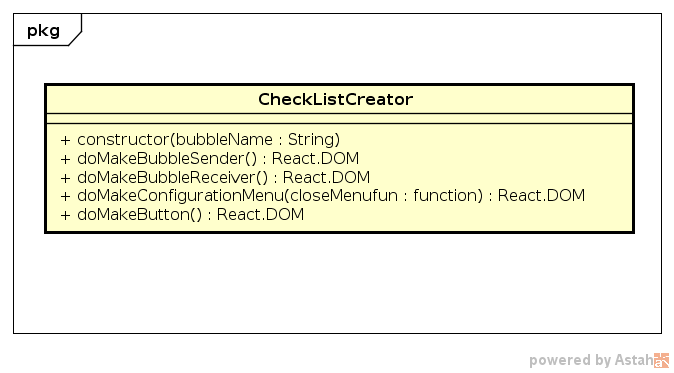 pkg
CheckListCreator
+ constructor(bubbleName : String)
+ doMakeBubbleSender() : React.DOM
+ doMakeBubbleReceiver() : React.DOM
+ doMakeConfigurationMenu(closeMenufun : function) : React.DOM
+ doMakeButton() : React.DOM
powered by Astah